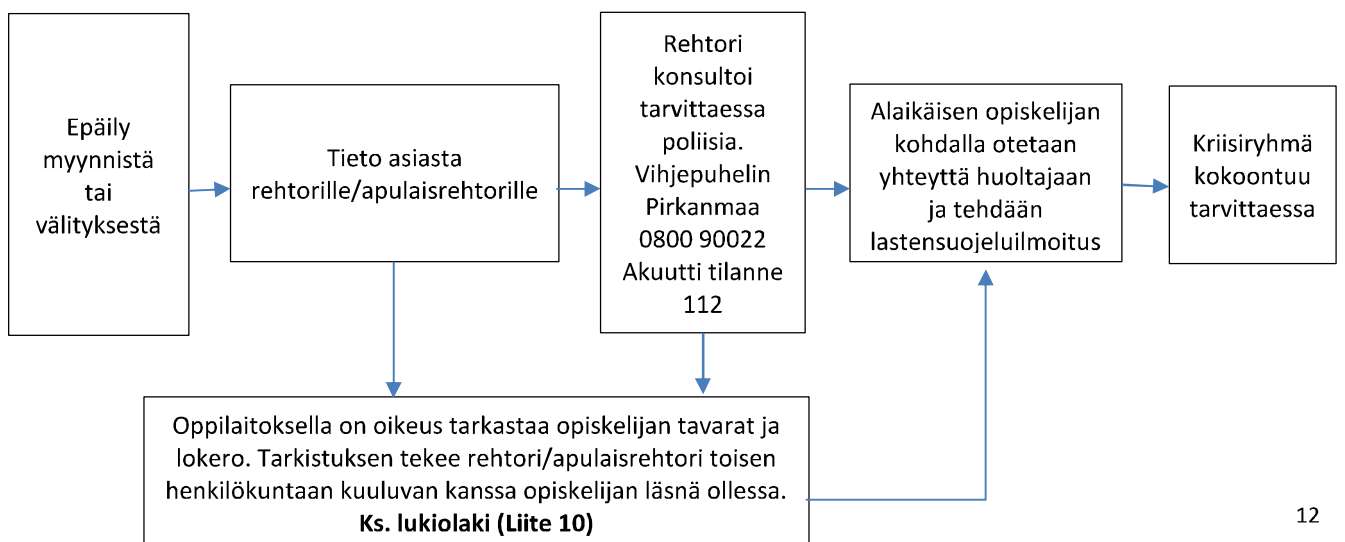 Epäily
myynnistä
tai
välityksestä
Tieto asiasta
rehtorille/apulaisrehtorille
Rehtori
konsultoi
tarvittaessa
poliisia.
Vihjepuhelin
Pirkanmaa
0800 90022
Akuutti tilanne
112
Alaikäisen opiskelijan
kohdalla otetaan
yhteyttä huoltajaan
ja tehdään
lastensuojeluilmoitus
Kriisiryhmä
kokoontuu
tarvittaessa
Oppilaitoksella on oikeus tarkastaa opiskelijan tavarat ja
lokero. Tarkistuksen tekee rehtori/apulaisrehtori toisen
henkilökuntaan kuuluvan kanssa opiskelijan läsnä ollessa.
Ks. lukiolaki (Liite 10)
12